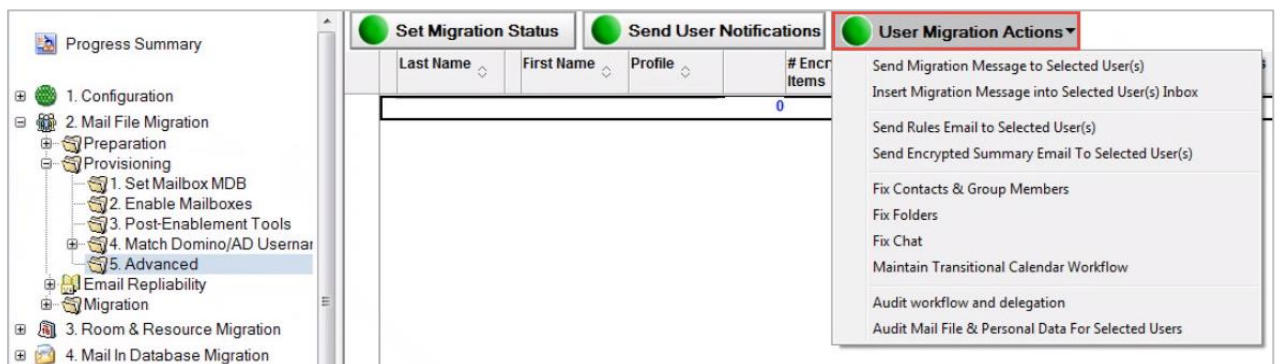 Progress Summary
1. Configuration
2. Mail File Migration
Preparation
Provisioning
1. Set Mailbox MDB
2. Enable Mailboxes
3. Post-Enablement Tools
4. Match Domino/AD Usernar
5. Advanced
Email Repliability
Migration
3. Room & Resource Migration
4. Mail In Database Migration
Set Migration Status
Send User Notifications
User Migration Actions
Last Name
First Name
Profile
# Encr
Items
0
Send Migration Message to Selected User(s)
Insert Migration Message into Selected User(s) Inbox
Send Rules Email to Selected User(s)
Send Encrypted Summary Email To Selected User(s)
Fix Contacts & Group Members
Fix Folders
Fix Chat
Maintain Transitional Calendar Workflow
Audit workflow and delegation
Audit Mail File & Personal Data For Selected Users